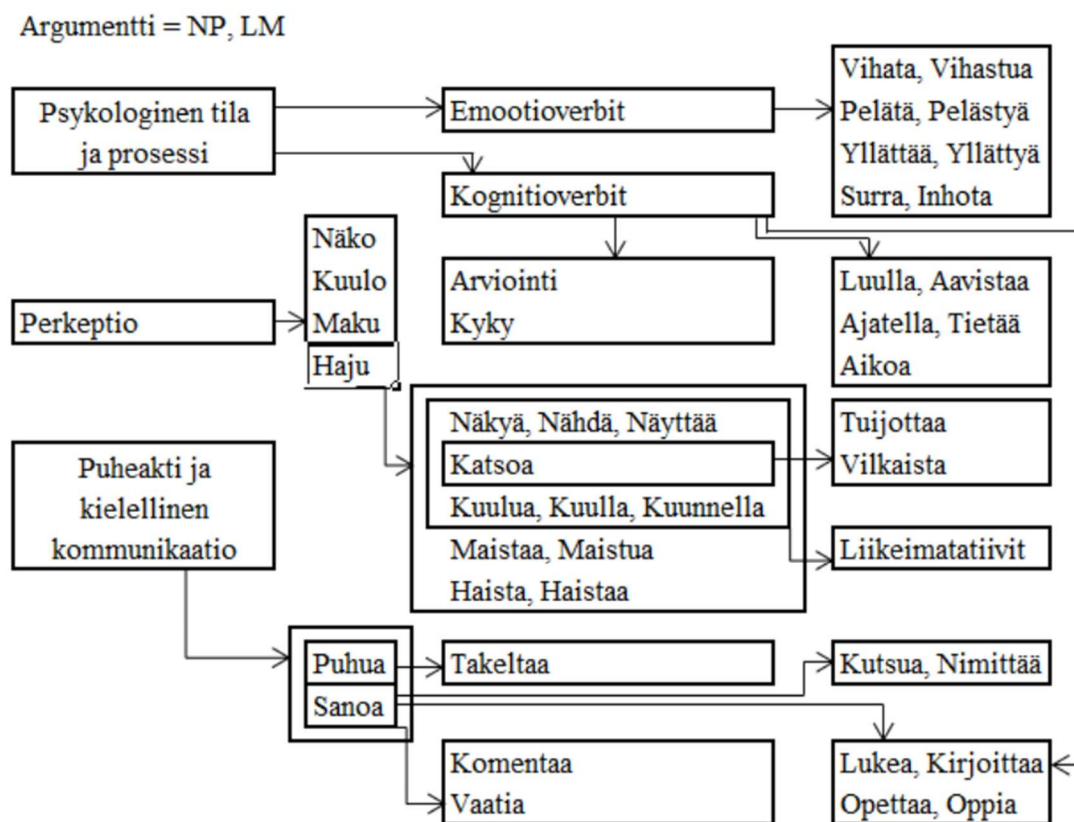 Argumentti = NP, LM
Psykologinen tila
ja prosessi
Emootioverbit
Vihata, Vihastua
Pelätä, Pelästyä
Yllättää, Yllättyä
Surra, Inhota
Kognitioverbit
Arviointi
Kyky
Luulla, Aavistaa
Ajatella, Tietää
Aikoa
Perkeptio
Näko
Kuulo
Maku
Haju
Näkyä, Nähdä, Näyttää
Katsoa
Kuulua, Kuulla, Kuunnella
Maistaa, Maistua
Haista, Haistaa
Tuijottaa
Vilkaista
Liikeimatatiivit
Puheakti ja
kielellinen
kommunikaatio
Puhua
Sanoa
Takeltaa
Kutsua, Nimittää
Komentaa
Vaatia
Lukea, Kirjoittaa
Opettaa, Oppia